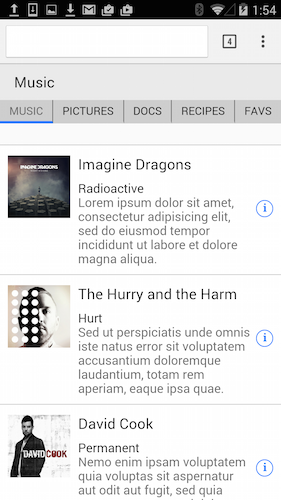 1:54
4
Music
MUSIC PICTURES DOCS RECIPES FAVS
IMAGINE DRAGONS
Imagine Dragons
Radioactive
Lorem ipsum dolor sit amet,
consectetur adipisicing elit,
sed do eiusmod tempor
incididunt ut labore et dolore
magna aliqua.
i
The Hurry and the Harm
Hurt
Sed ut perspiciatis unde omnis
iste natus error sit voluptatem
accusantium doloremque
laudantium, totam rem
aperiam, eaque ipsa quae.
i
DAVID COOK
David Cook
Permanent
Nemo enim ipsam voluptatem
quia voluptas sit aspernatur
aut odit aut fugit, sed quia
i